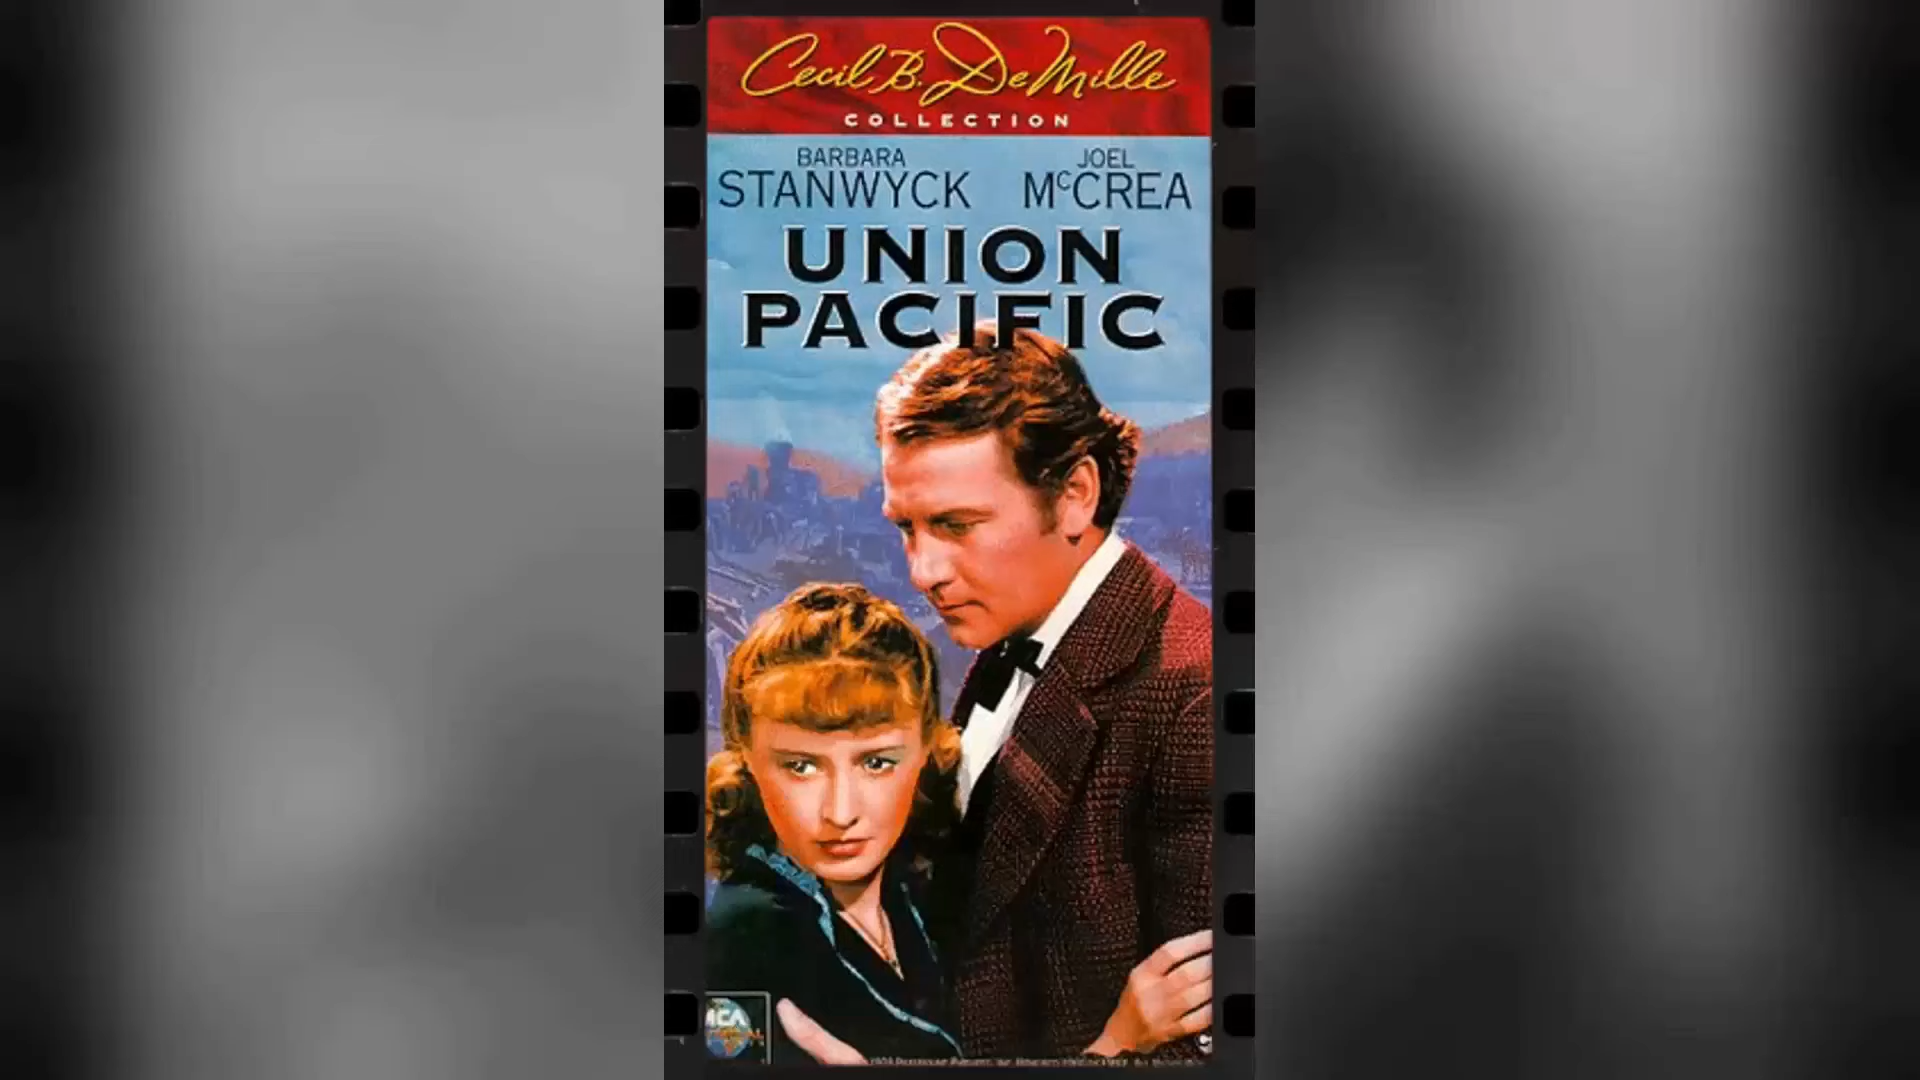 Cecil B. DeMille
COLLECTION
BARBARA
STANWYCK
JOEL
McCREA
UNION
PACIFIC
MCA